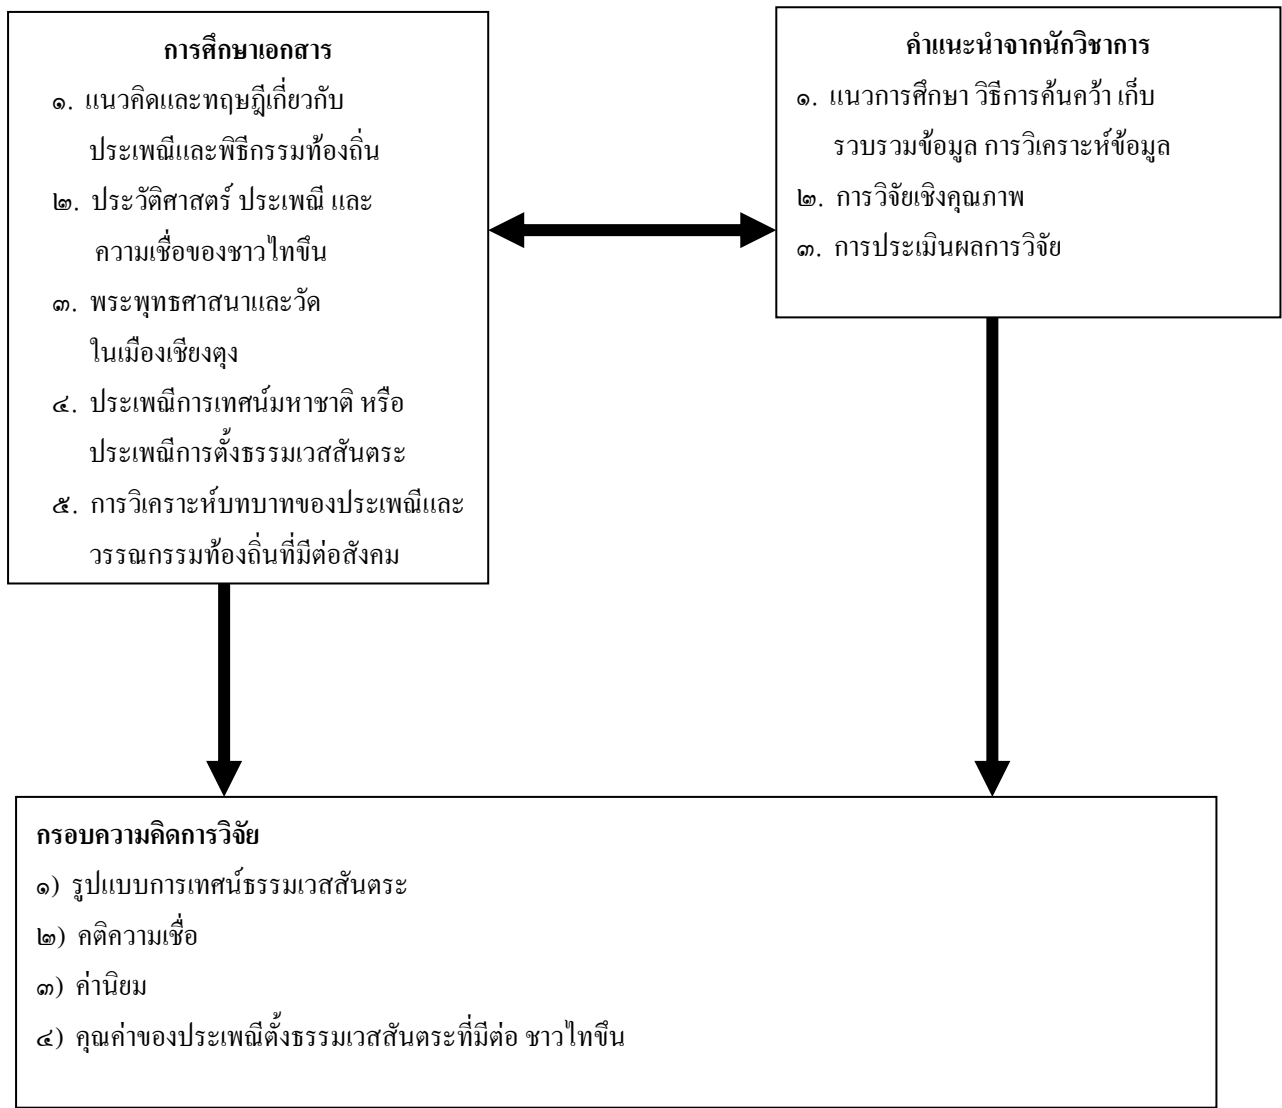 การศึกษาเอกสาร
๑. แนวคิดและทฤษฎีเกี่ยวกับ
ประเพณีและพิธีกรรมท้องถิ่น
๒. ประวัติศาสตร์ ประเพณี และ
ความเชื่อของชาวไทขึน
๓. พระพุทธศาสนาและวัด
ในเมืองเชียงตุง
๔. ประเพณีการเทศน์มหาชาติ หรือ
ประเพณีการตั้งธรรมเวสสันตระ
๕. การวิเคราะห์บทบาทของประเพณีและ
วรรณกรรมท้องถิ่นที่มีต่อสังคม
คำแนะนำจากนักวิชาการ
๑. แนวการศึกษา วิธีการค้นคว้า เก็บ
รวบรวมข้อมูล การวิเคราะห์ข้อมูล
๒. การวิจัยเชิงคุณภาพ
๓. การประเมินผลการวิจัย
กรอบความคิดการวิจัย
๑) รูปแบบการเทศน์ธรรมเวสสันตระ
๒) คติความเชื่อ
๓) ค่านิยม
๔) คุณค่าของประเพณีตั้งธรรมเวสสันตระที่มีต่อ ชาวไทขึน